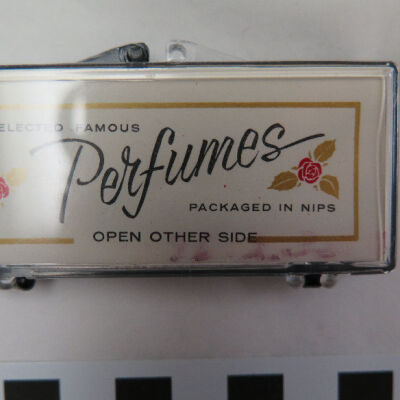 ELECTED FAMOUS
Perfumes
PACKAGED IN NIPS
OPEN OTHER SIDE